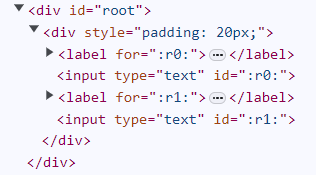 ▼<div id="root">
▼<div style="padding: 20px;">
▶<label for=":r0:">…</label>
<input type="text" id=":r0:">
▶<label for=":r1:">…</label>
<input type="text" id=":r1:">
</div>
</div>